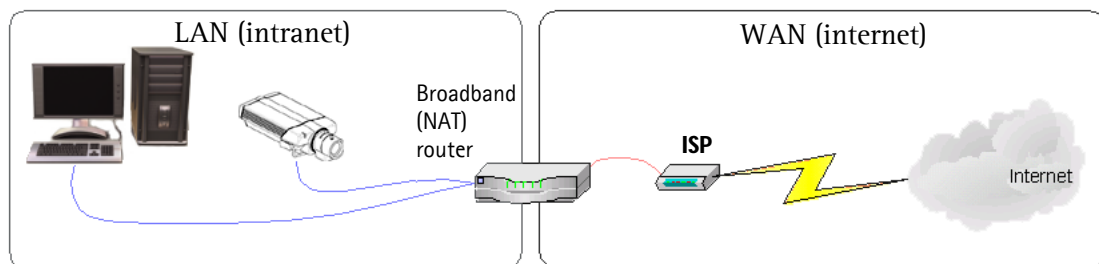 LAN (intranet)
WAN (internet)
Broadband
(NAT)
router
ISP
Internet